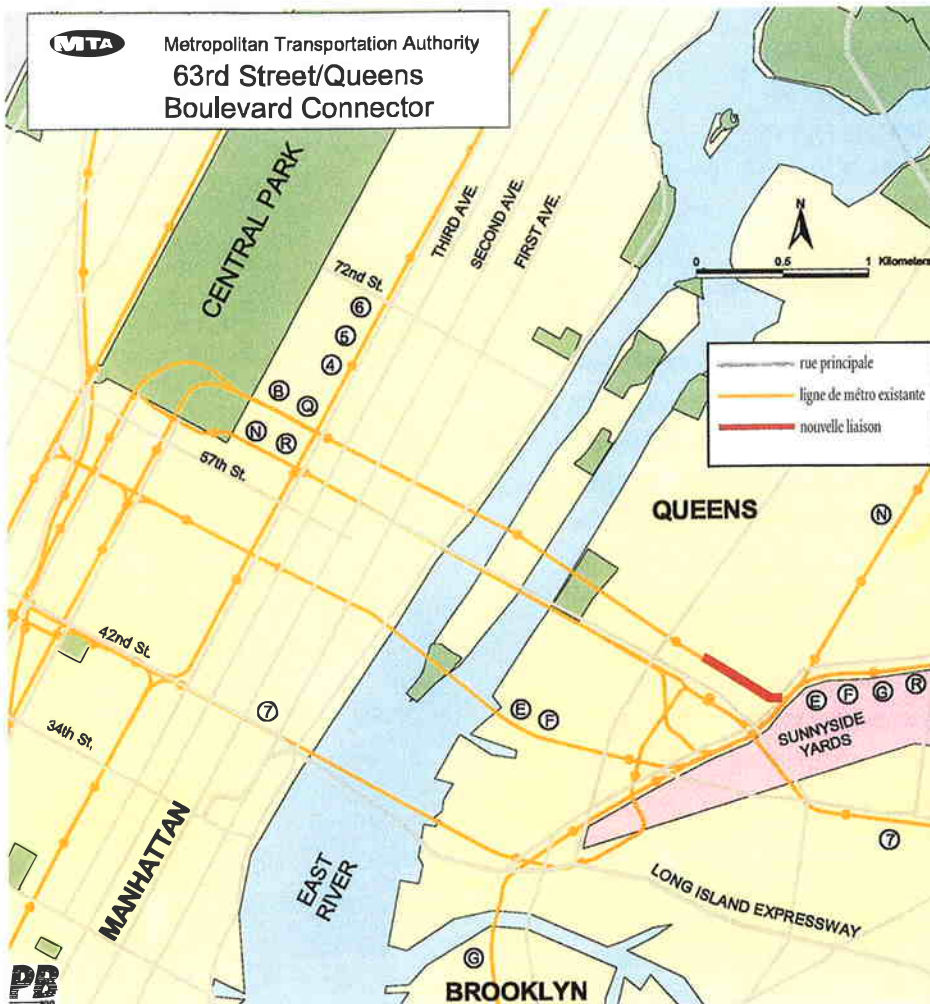 MTA
Metropolitan Transportation Authority
63rd Street/Queens
Boulevard Connector
CENTRAL PARK
THIRD AVE.
SECOND AVE.
FIRST AVE.
72nd St.
6
5
4
B
Q
N
R
57th St.
N
0 0.5 1 Kilometers
rue principale
ligne de métro existante
nouvelle liaison
QUEENS
N
42nd St.
7
34th St.
E F
E F G R
SUNNYSIDE
YARDS
7
MANHATTAN
EAST
RIVER
LONG ISLAND EXPRESSWAY
G
BROOKLYN
PB